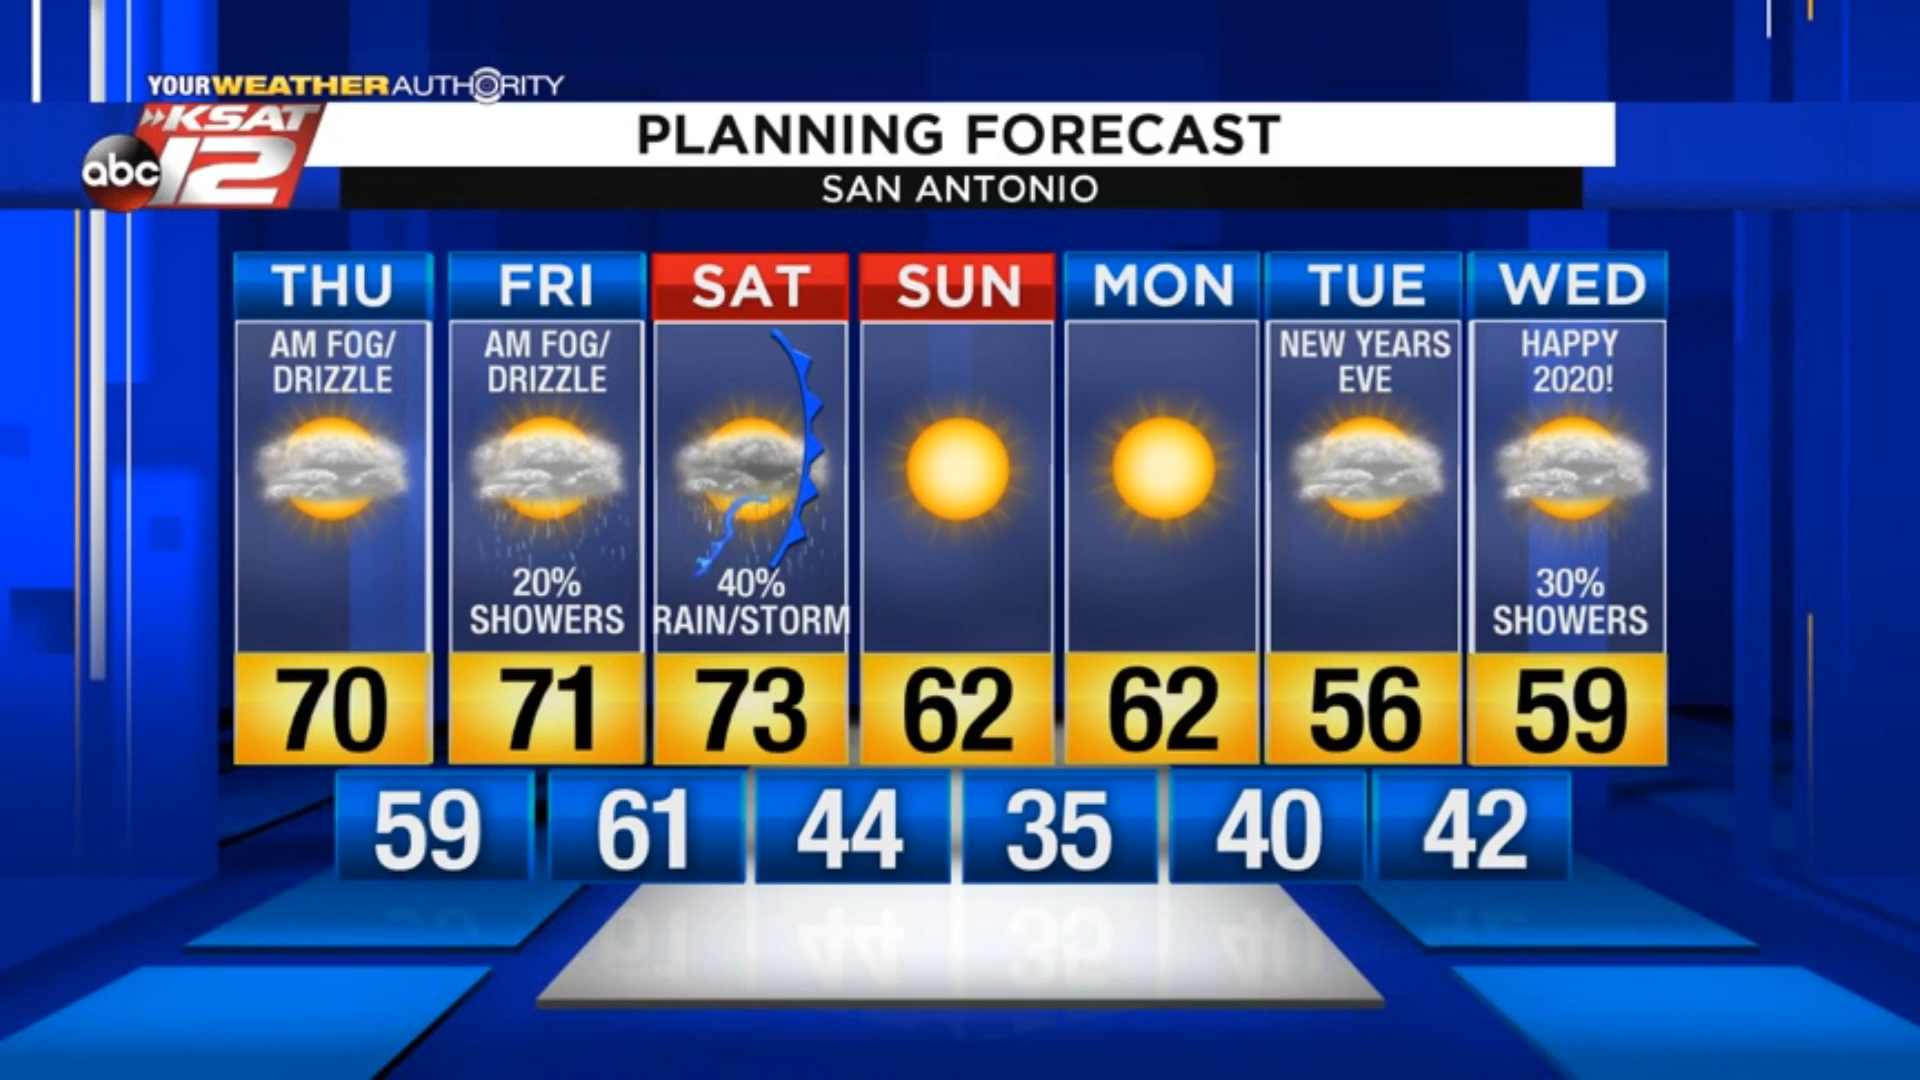 YOUR WEATHER AUTHORITY
KSAT
abc 12
PLANNING FORECAST
SAN ANTONIO
THU FRI SAT SUN MON TUE WED
AM FOG/
DRIZZLE
AM FOG/
DRIZZLE
NEW YEARS
EVE
HAPPY
2020!
20%
SHOWERS
40%
RAIN/STORM
30%
SHOWERS
70 71 73 62 62 56 59
59 61 44 35 40 42